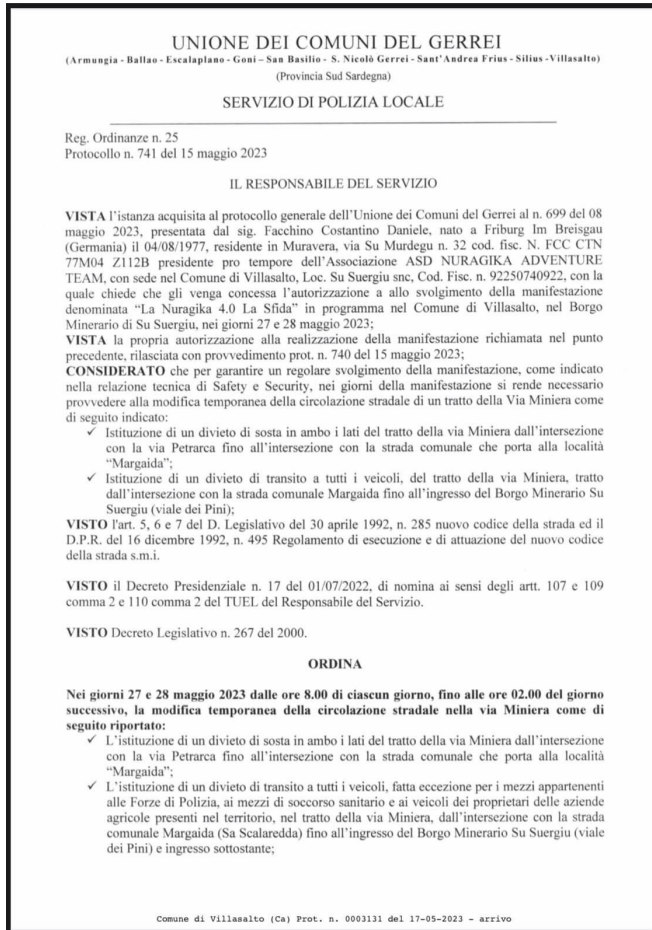 UNIONE DEI COMUNI DEL GERREI
(Armungia - Ballao - Escalaplano - Goni – San Basilio - S. Nicolò Gerrei - Sant'Andrea Frius - Silius -Villasalto)
(Provincia Sud Sardegna)
SERVIZIO DI POLIZIA LOCALE
Reg. Ordinanze n. 25
Protocollo n. 741 del 15 maggio 2023
IL RESPONSABILE DEL SERVIZIO
VISTA l'istanza acquisita al protocollo generale dell'Unione dei Comuni del Gerrei al n. 699 del 08
maggio 2023, presentata dal sig. Facchino Costantino Daniele, nato a Friburg Im Breisgau
(Germania) il 04/08/1977, residente in Muravera, via Su Murdegu n. 32 cod. fisc. N. FCC CTN
77M04 Z112B presidente pro tempore dell'Associazione ASD NURAGIKA ADVENTURE
TEAM, con sede nel Comune di Villasalto, Loc. Su Suergiu snc, Cod. Fisc. n. 92250740922, con la
quale chiede che gli venga concessa l'autorizzazione a allo svolgimento della manifestazione
denominata “La Nuragika 4.0 La Sfida” in programma nel Comune di Villasalto, nel Borgo
Minerario di Su Suergiu, nei giorni 27 e 28 maggio 2023;
VISTA la propria autorizzazione alla realizzazione della manifestazione richiamata nel punto
precedente, rilasciata con provvedimento prot. n. 740 del 15 maggio 2023;
CONSIDERATO che per garantire un regolare svolgimento della manifestazione, come indicato
nella relazione tecnica di Safety e Security, nei giorni della manifestazione si rende necessario
provvedere alla modifica temporanea della circolazione stradale di un tratto della Via Miniera come
di seguito indicato:
✓ Istituzione di un divieto di sosta in ambo i lati del tratto della via Miniera dall'intersezione
con la via Petrarca fino all'intersezione con la strada comunale che porta alla località
“Margaida”;
✓ Istituzione di un divieto di transito a tutti i veicoli, del tratto della via Miniera, tratto
dall'intersezione con la strada comunale Margaida fino all'ingresso del Borgo Minerario Su
Suergiu (viale dei Pini);
VISTO l'art. 5, 6 e 7 del D. Legislativo del 30 aprile 1992, n. 285 nuovo codice della strada ed il
D.P.R. del 16 dicembre 1992, n. 495 Regolamento di esecuzione e di attuazione del nuovo codice
della strada s.m.i.
VISTO il Decreto Presidenziale n. 17 del 01/07/2022, di nomina ai sensi degli artt. 107 e 109
comma 2 e 110 comma 2 del TUEL del Responsabile del Servizio.
VISTO Decreto Legislativo n. 267 del 2000.
ORDINA
Nei giorni 27 e 28 maggio 2023 dalle ore 8.00 di ciascun giorno, fino alle ore 02.00 del giorno
successivo, la modifica temporanea della circolazione stradale nella via Miniera come di
seguito riportato:
✓ L'istituzione di un divieto di sosta in ambo i lati del tratto della via Miniera dall'intersezione
con la via Petrarca fino all'intersezione con la strada comunale che porta alla località
“Margaida”;
✓ L'istituzione di un divieto di transito a tutti i veicoli, fatta eccezione per i mezzi appartenenti
alle Forze di Polizia, ai mezzi di soccorso sanitario e ai veicoli dei proprietari delle aziende
agricole presenti nel territorio, nel tratto della via Miniera, dall'intersezione con la strada
comunale Margaida (Sa Scalaredda) fino all'ingresso del Borgo Minerario Su Suergiu (viale
dei Pini) e ingresso sottostante;
Comune di Villasalto (Ca) Prot. n. 0003131 del 17-05-2023 - arrivo